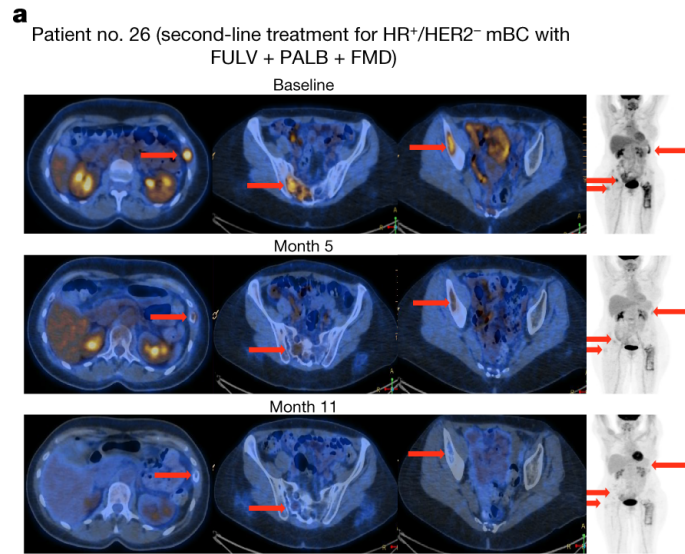 a
Patient no. 26 (second-line treatment for HR⁺/HER2⁻ mBC with
FULV + PALB + FMD)
Baseline
Month 5
Month 11